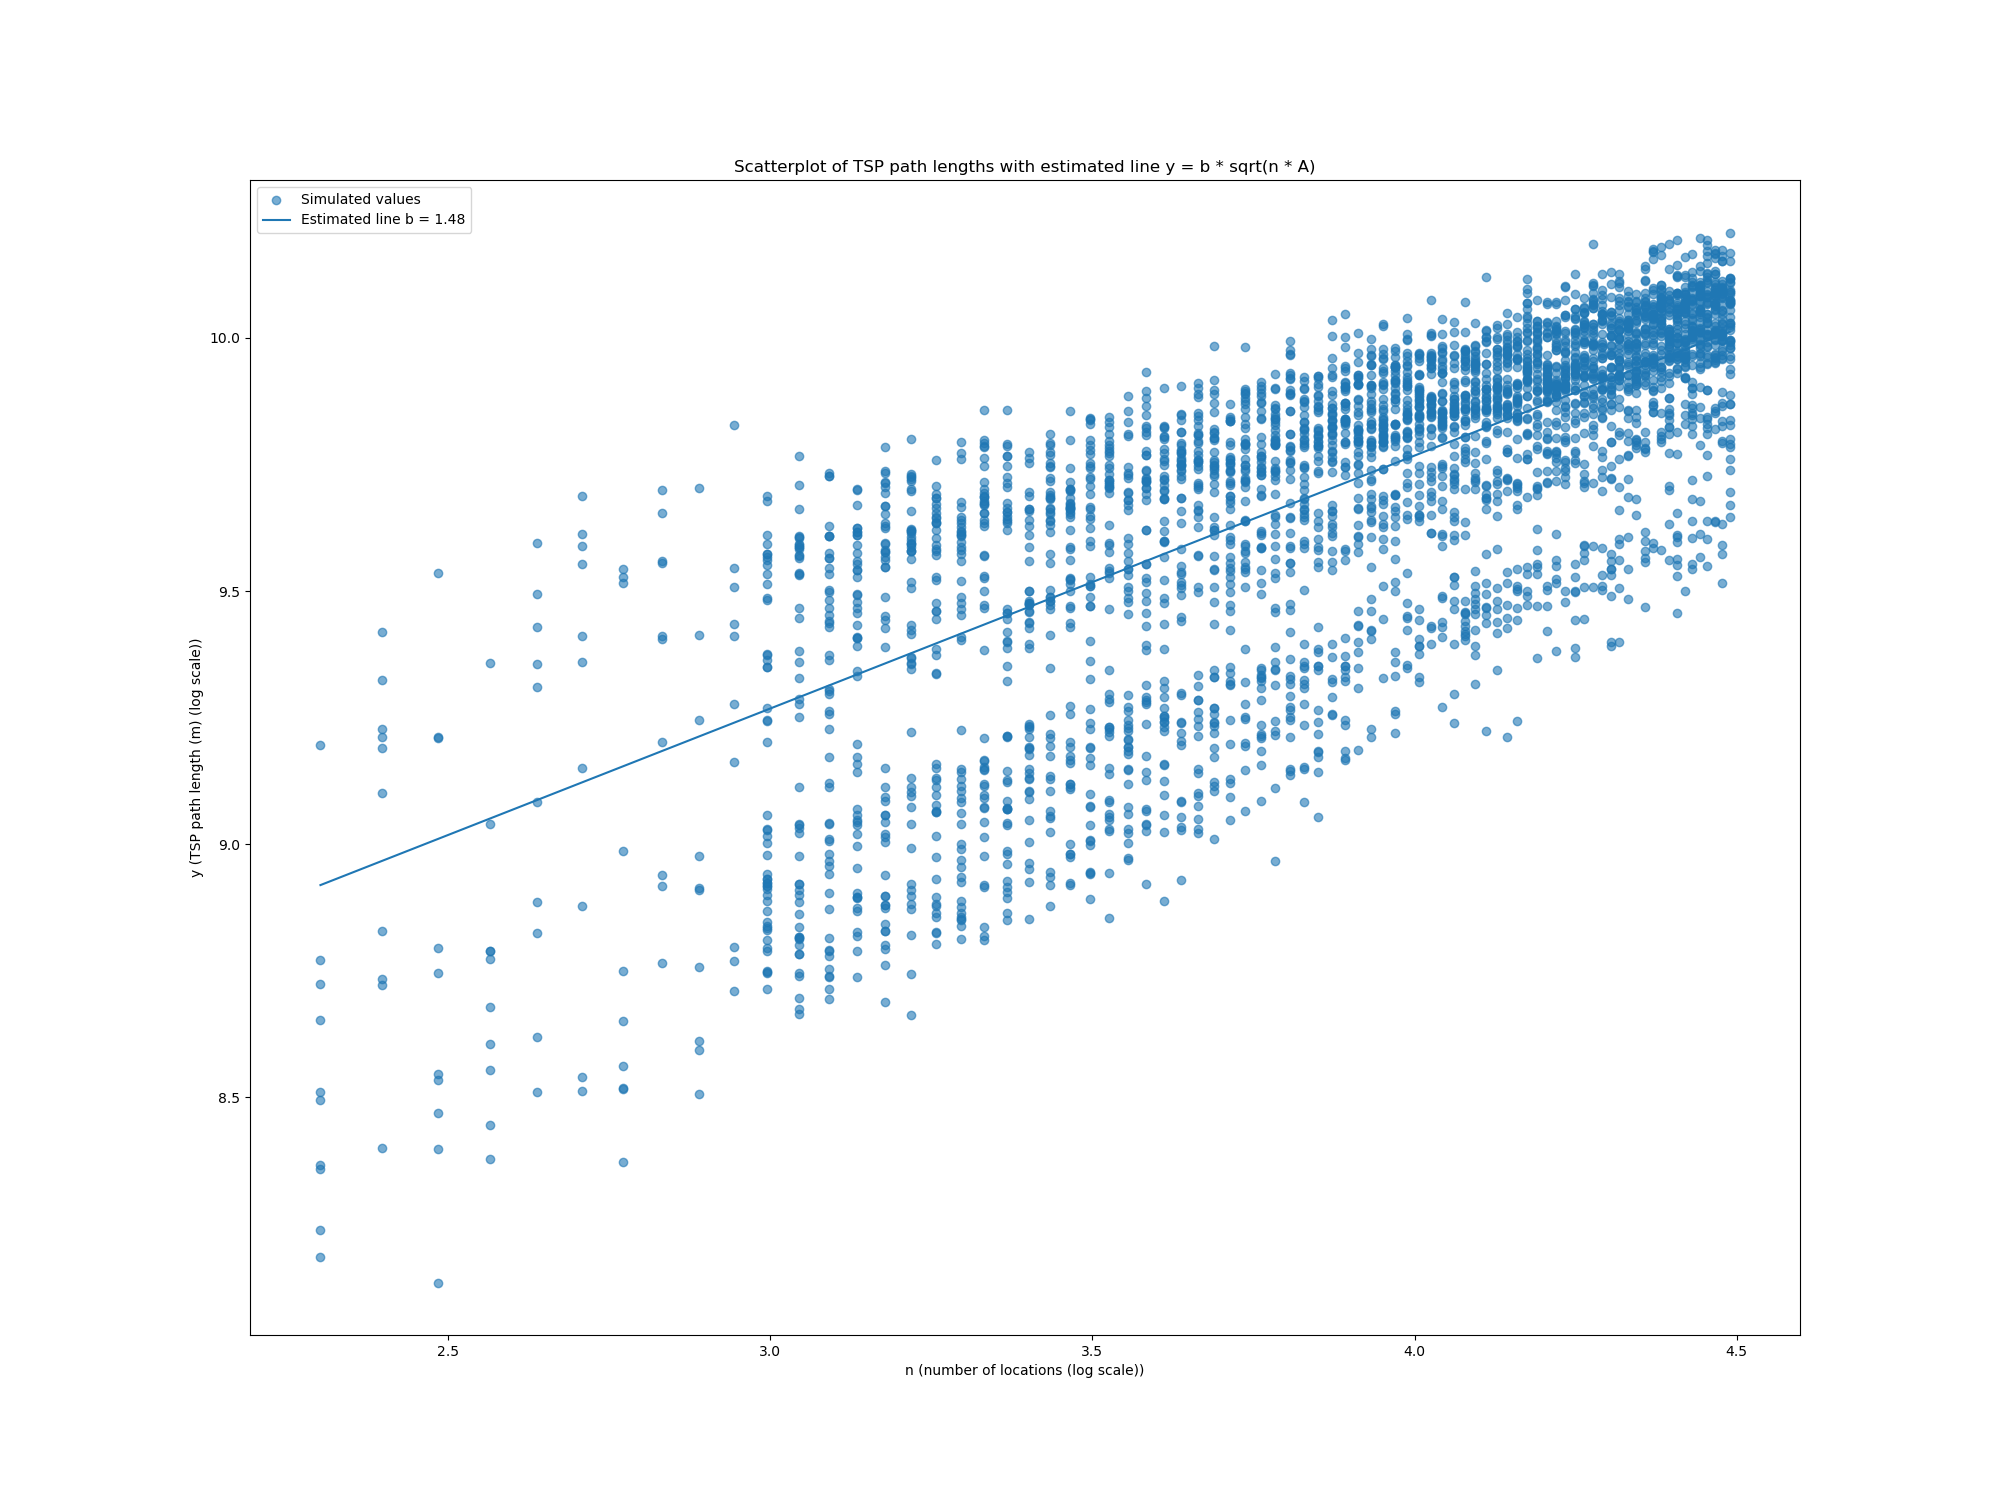 Scatterplot of TSP path lengths with estimated line y = b * sqrt(n * A)
Simulated values
Estimated line b = 1.48
10.0
9.5
9.0
8.5
y (TSP path length (m) (log scale))
2.5 3.0 3.5 4.0 4.5
n (number of locations (log scale))